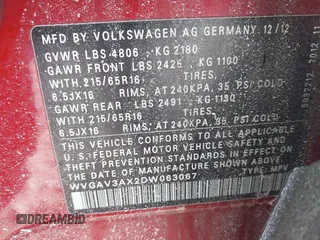 MFD BY VOLKSWAGEN AG GERMANY 12/12
GVWR LBS 4806 - KG 2180
GAWR FRONT LBS 2425 - KG 1100
WITH 215/65R16 TIRES,
6.5JX16 RIMS, AT 240KPA, 35 PSI COLD
GAWR REAR LBS 2491 - KG 1130
WITH 215/65R16 TIRES,
6.5JX16 RIMS, AT 240KPA, 35 PSI COLD
THIS VEHICLE CONFORMS TO ALL APPLICABLE
FEDERAL MOTOR VEHICLE SAFETY AND
THEFT PREVENTION STANDARDS IN EFFECT ON
THE DATE OF MANUFACTURE SHOWN ABOVE.
WVGAV3AX2DW063067 TYPE: MPV
2012 11
DREAMBID